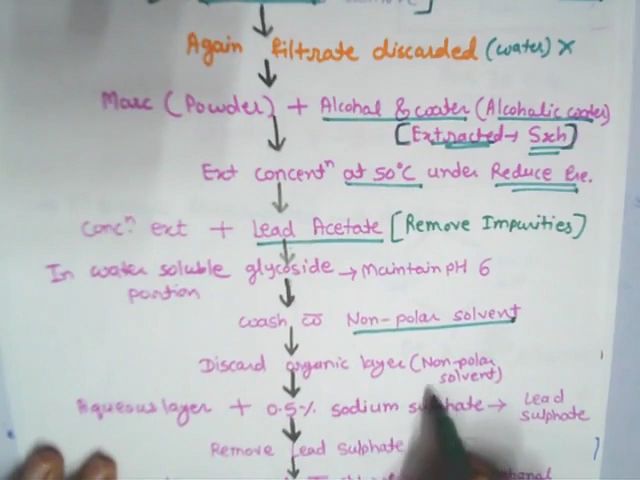 Again filtrate discarded (water) X
Marc (Powder) + Alcohol & water (Alcoholic water)
[Extracted → Sxh]
Ext concentⁿ at 50°C under Reduce Pre.
Concⁿ. ext + Lead Acetate [Remove Impurities]
In water soluble glycoside → Maintain pH 6
portion
wash c̅ Non-polar solvent
Discard organic layer (Non-polar
solvent)
Aqueous layer + 0.5% sodium sulphate → Lead
sulphate
Remove Lead sulphate